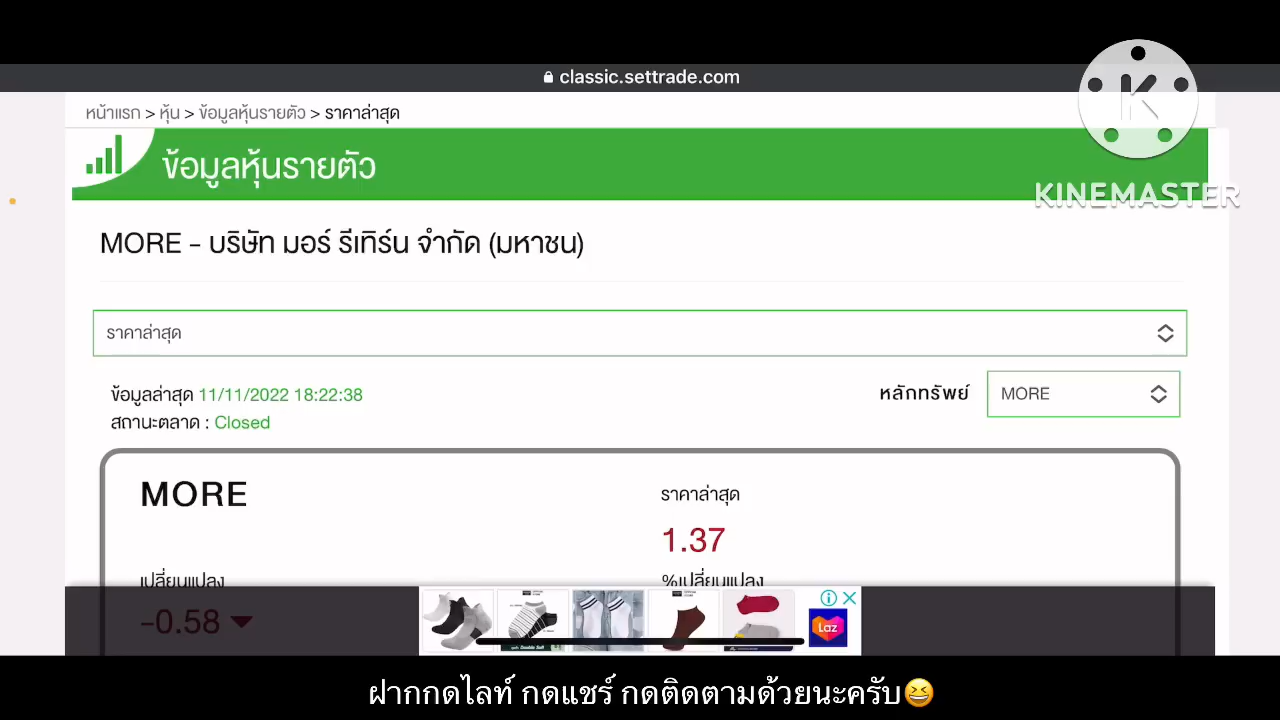 classic.settrade.com
หน้าแรก > หุ้น > ข้อมูลหุ้นรายตัว > ราคาล่าสุด
ข้อมูลหุ้นรายตัว
KINEMASTER
MORE - บริษัท มอร์ รีเทิร์น จำกัด (มหาชน)
ราคาล่าสุด
ข้อมูลล่าสุด 11/11/2022 18:22:38
หลักทรัพย์ MORE
สถานะตลาด : Closed
MORE
ราคาล่าสุด
1.37
เปลี่ยนแปลง
%เปลี่ยนแปลง
-0.58
Laz
ฝากกดไลท์ กดแชร์ กดติดตามด้วยนะครับ😆